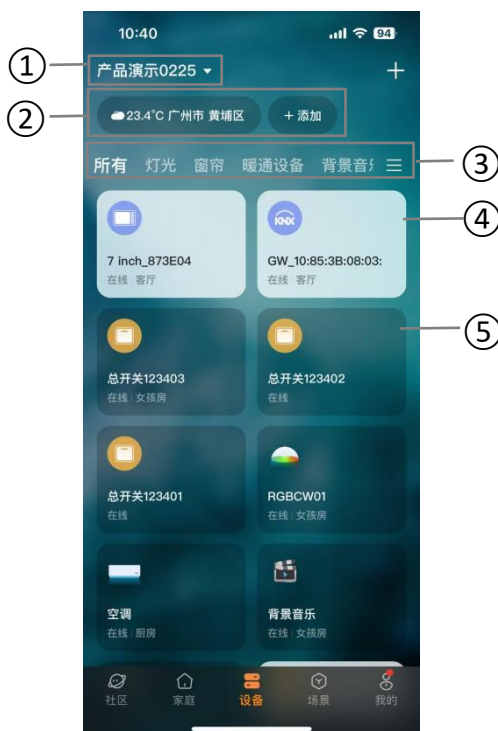 10:40
94
① 产品演示0225
② 23.4°C 广州市 黄埔区 + 添加
所有 灯光 窗帘 暖通设备 背景音 ③
④
KNX
7 inch_873E04 GW_10:85:3B:08:03:
在线 客厅 在线 客厅
⑤
总开关123403 总开关123402
在线 女孩房 在线
总开关123401 RGBCW01
在线 在线 女孩房
空调 背景音乐
在线 厨房 在线 女孩房
社区 家庭 设备 场景 我的